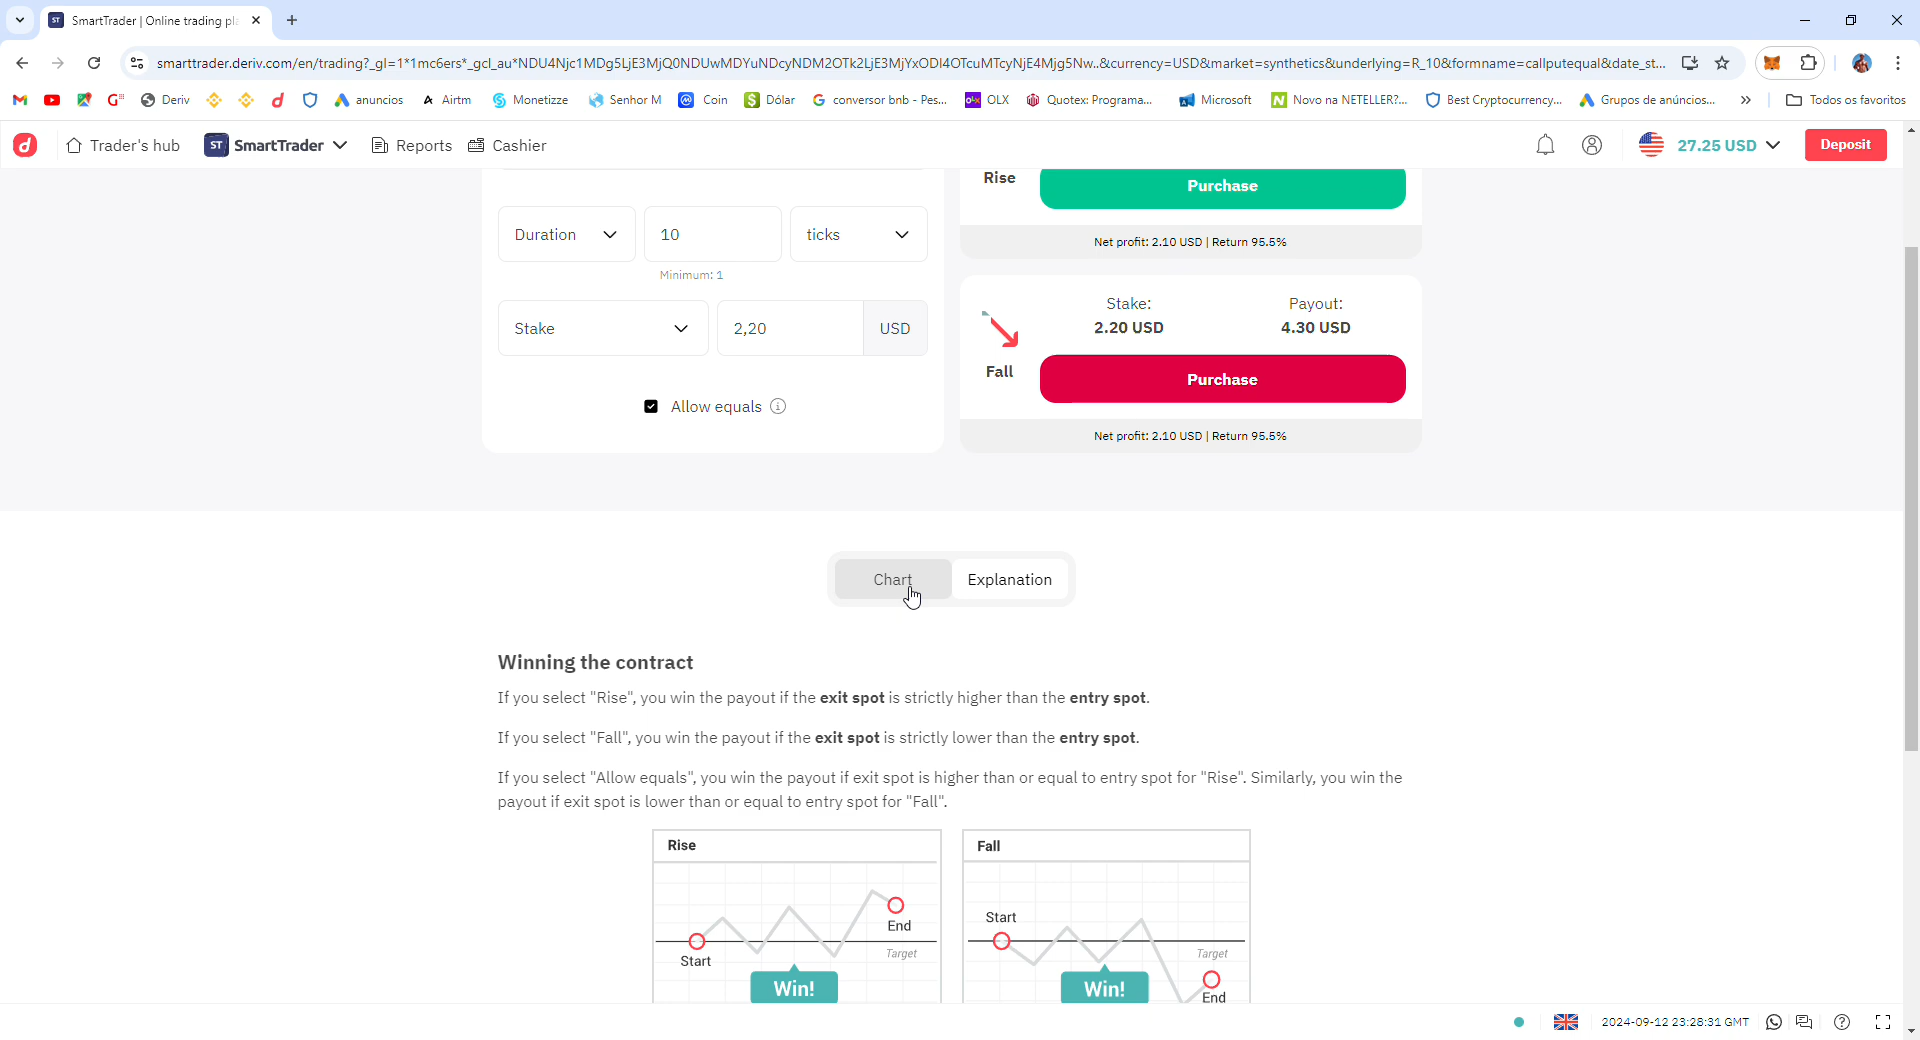 SmartTrader | Online trading pla
smarttrader.deriv.com/en/trading?_gl=1*1mc6ers*_gcl_au*NDU4Njc1MDg5LjE3MjQ0NDUwMDYuNDcyNDM2OTk2LjE3MjYxODI4OTcuMTcyNjE4Mjg5Nw..&currency=USD&market=synthetics&underlying=R_10&formname=callputequal&date_st...
Deriv anuncios Airtm Monetizze Senhor M Coin Dólar conversor bnb - Pes... OLX Quotex: Programa... Microsoft Novo na NETELLER?... Best Cryptocurrency... Grupos de anúncios... » Todos os favoritos
Trader's hub ST SmartTrader Reports Cashier 27.25 USD Deposit
Rise Purchase
Duration 10 ticks
Net profit: 2.10 USD | Return 95.5%
Minimum: 1
Stake: Payout:
Stake 2,20 USD 2.20 USD 4.30 USD
Fall Purchase
Allow equals
Net profit: 2.10 USD | Return 95.5%
Chart Explanation
Winning the contract
If you select "Rise", you win the payout if the exit spot is strictly higher than the entry spot.
If you select "Fall", you win the payout if the exit spot is strictly lower than the entry spot.
If you select "Allow equals", you win the payout if exit spot is higher than or equal to entry spot for "Rise". Similarly, you win the
payout if exit spot is lower than or equal to entry spot for "Fall".
Rise Fall
Start
End
Target Target
Start
Win! Win!
End
2024-09-12 23:28:31 GMT